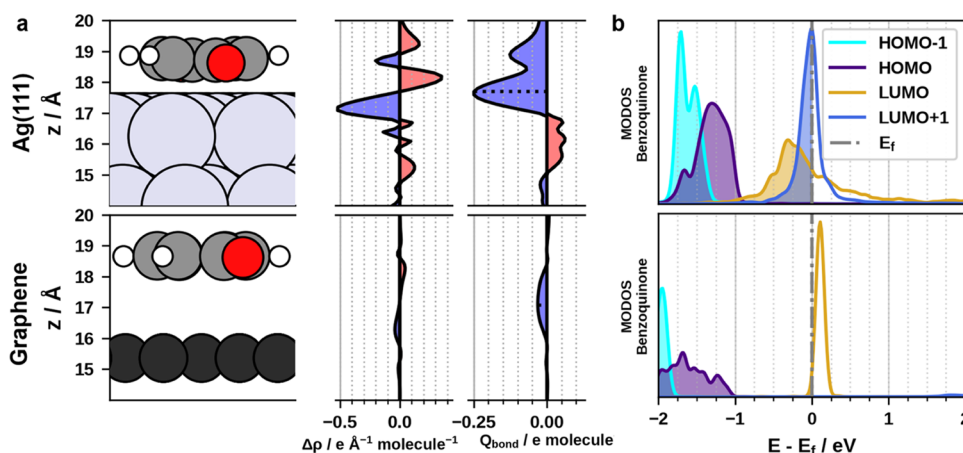 a
Ag(111)
z / Å
20
19
18
17
16
15
Graphene
z / Å
20
19
18
17
16
15
−0.5
0.0
Δρ / e Å⁻¹ molecule⁻¹
−0.25
0.00
Q_bond / e molecule
b
MODOS
Benzoquinone
HOMO-1
HOMO
LUMO
LUMO+1
E_f
MODOS
Benzoquinone
−2
−1
0
1
2
E - E_f / eV